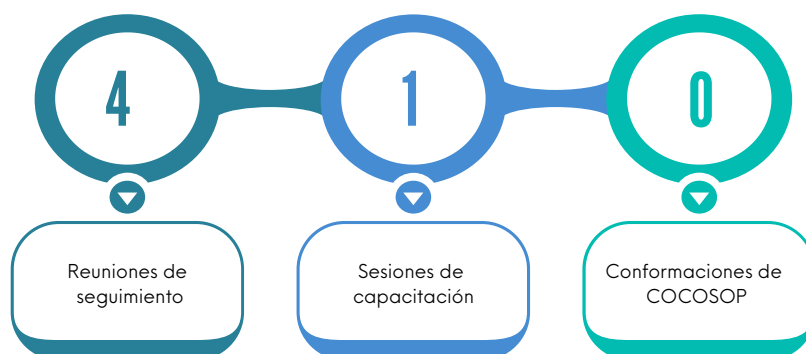 4
1
0
Reuniones de
seguimiento
Sesiones de
capacitación
Conformaciones de
COCOSOP